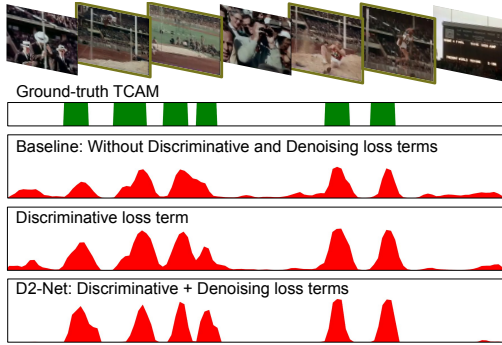 Ground-truth TCAM
Baseline: Without Discriminative and Denoising loss terms
Discriminative loss term
D2-Net: Discriminative + Denoising loss terms